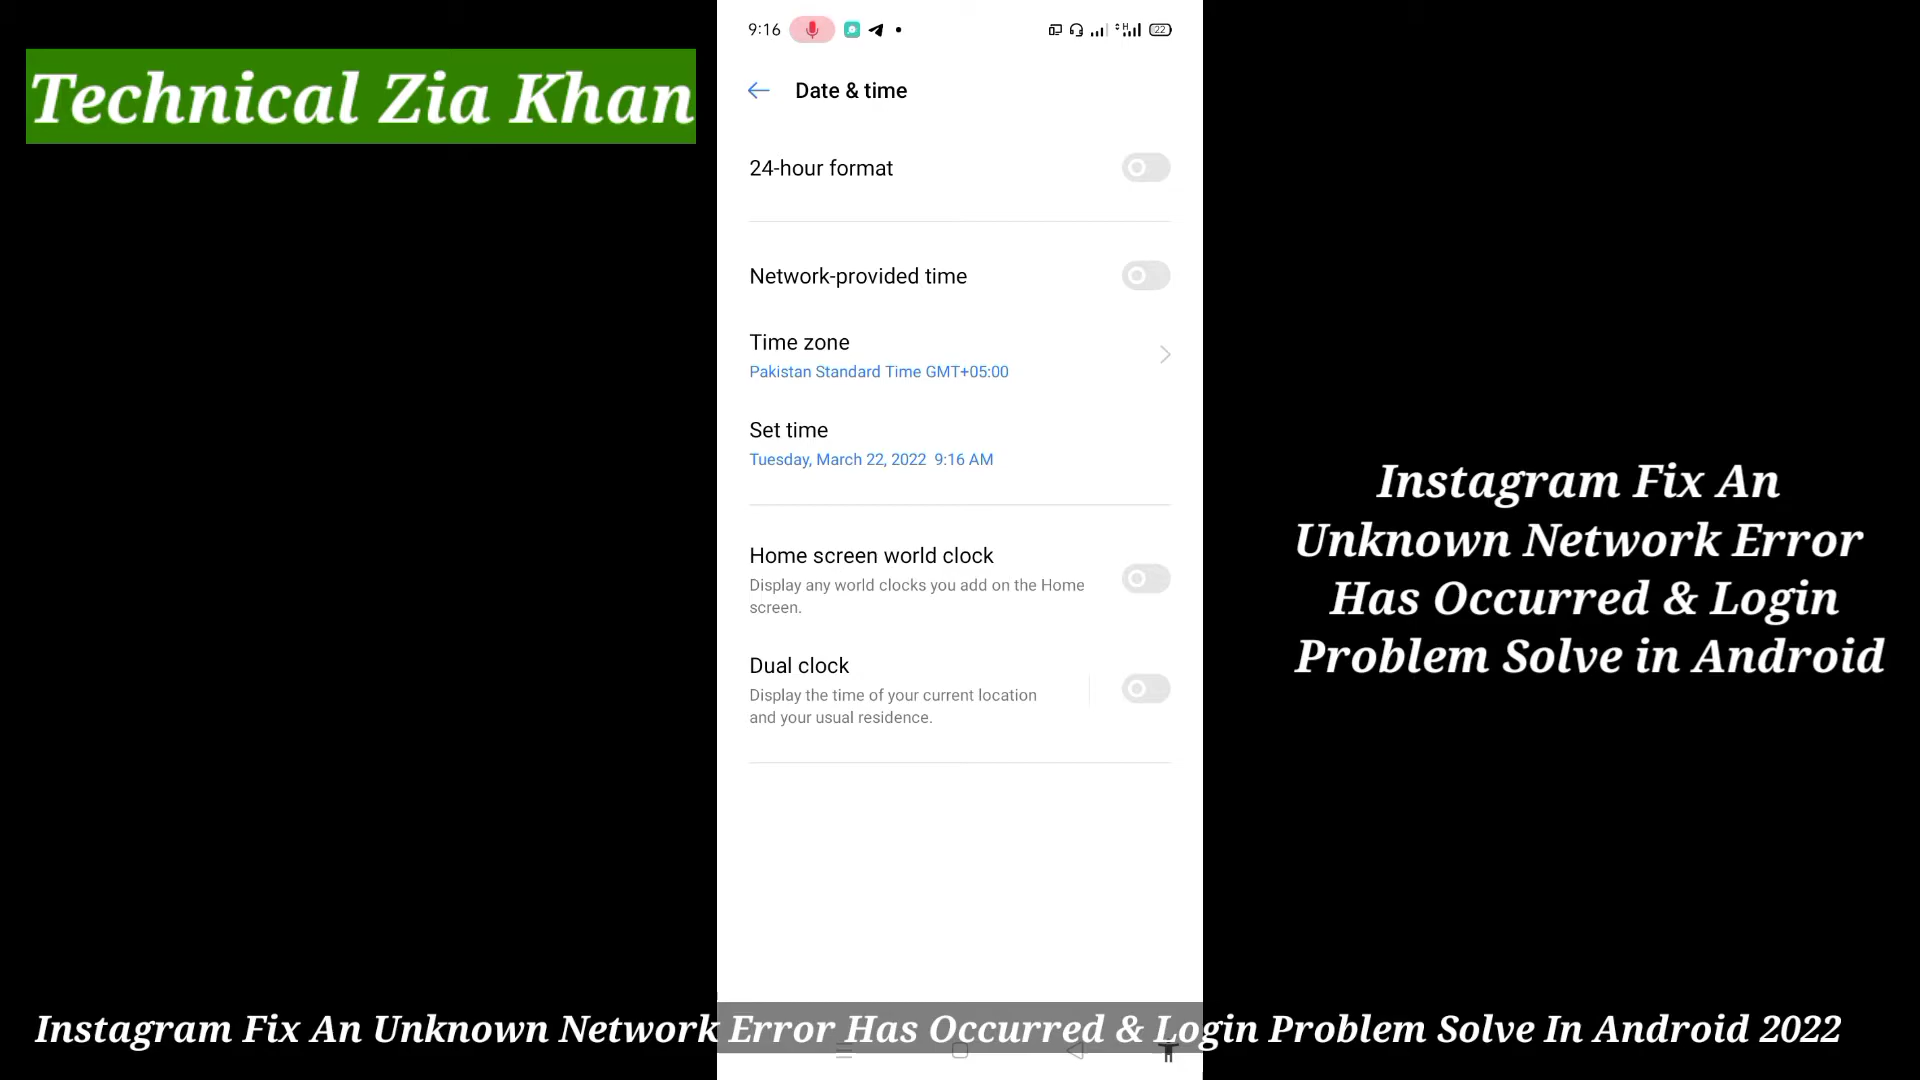 Technical Zia Khan
9:16
22
Date & time
24-hour format
Network-provided time
Time zone
Pakistan Standard Time GMT+05:00
Set time
Tuesday, March 22, 2022 9:16 AM
Home screen world clock
Display any world clocks you add on the Home
screen.
Dual clock
Display the time of your current location
and your usual residence.
Instagram Fix An
Unknown Network Error
Has Occurred & Login
Problem Solve in Android
Instagram Fix An Unknown Network Error Has Occurred & Login Problem Solve In Android 2022